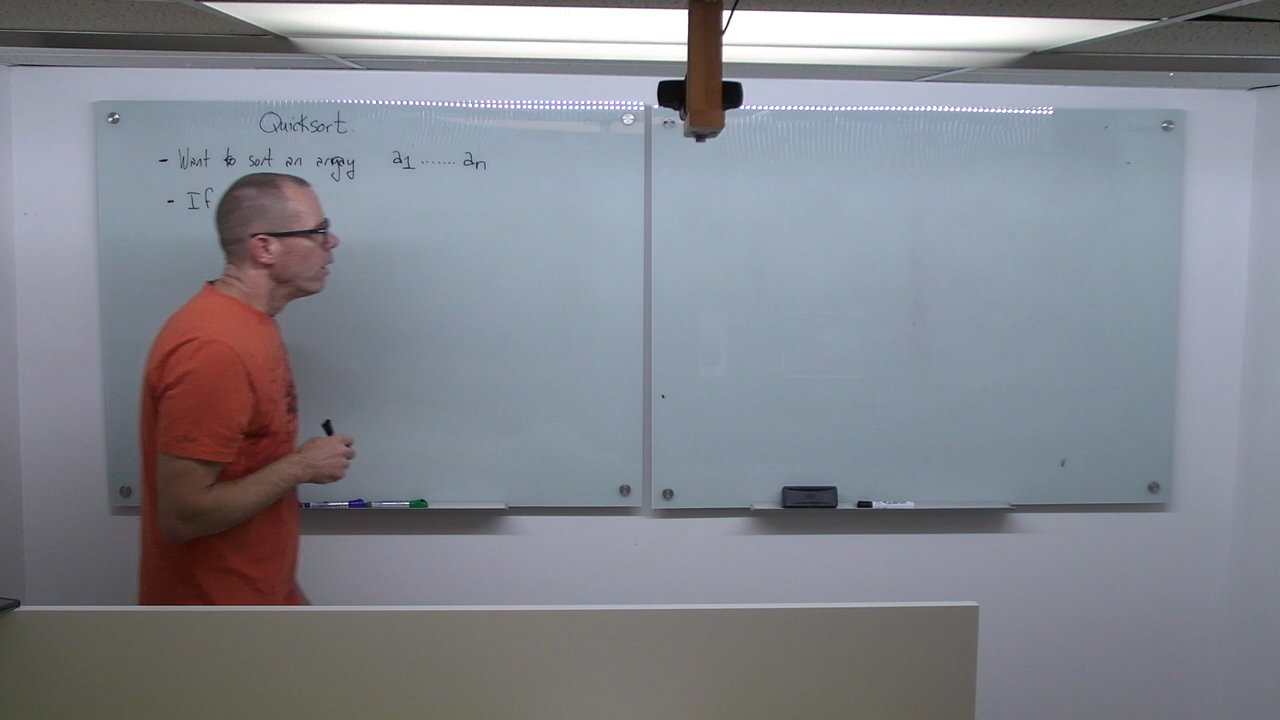 Quicksort.
- Want to sort an array a1 ....... an
- If